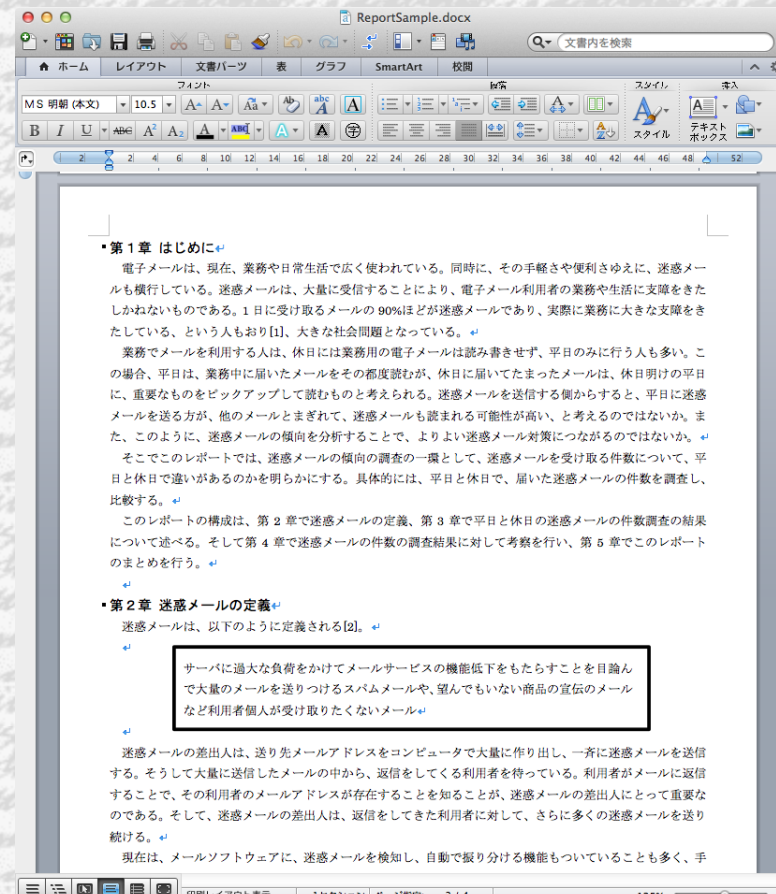 ReportSample.docx
文書内を検索
ホーム レイアウト 文書パーツ 表 グラフ SmartArt 校閲
フォント 段落 スタイル 挿入
MS 明朝 (本文) 10.5 A A Aa Ab abc A A
B I U ABC A² A₂ A ABC A A 字 スタイル テキスト ボックス
2 2 4 6 8 10 12 14 16 18 20 22 24 26 28 30 32 34 36 38 40 42 44 46 48 52
第1章 はじめに
電子メールは、現在、業務や日常生活で広く使われている。同時に、その手軽さや便利さゆえに、迷惑メー
ルも横行している。迷惑メールは、大量に受信することにより、電子メール利用者の業務や生活に支障をきた
しかねないものである。1日に受け取るメールの 90%ほどが迷惑メールであり、実際に業務に大きな支障をき
たしている、という人もおり[1]、大きな社会問題となっている。
業務でメールを利用する人は、休日には業務用の電子メールは読み書きせず、平日のみに行う人も多い。こ
の場合、平日は、業務中に届いたメールをその都度読むが、休日に届いてたまったメールは、休日明けの平日
に、重要なものをピックアップして読むものと考えられる。迷惑メールを送信する側からすると、平日に迷惑
メールを送る方が、他のメールとまぎれて、迷惑メールも読まれる可能性が高い、と考えるのではないか。ま
た、このように、迷惑メールの傾向を分析することで、よりよい迷惑メール対策につながるのではないか。
そこでこのレポートでは、迷惑メールの傾向の調査の一環として、迷惑メールを受け取る件数について、平
日と休日で違いがあるのかを明らかにする。具体的には、平日と休日で、届いた迷惑メールの件数を調査し、
比較する。
このレポートの構成は、第 2 章で迷惑メールの定義、第 3 章で平日と休日の迷惑メールの件数調査の結果
について述べる。そして第 4 章で迷惑メールの件数の調査結果に対して考察を行い、第 5 章でこのレポート
のまとめを行う。
第2章 迷惑メールの定義
迷惑メールは、以下のように定義される[2]。
サーバに過大な負荷をかけてメールサービスの機能低下をもたらすことを目論ん
で大量のメールを送りつけるスパムメールや、望んでもいない商品の宣伝のメール
など利用者個人が受け取りたくないメール
迷惑メールの差出人は、送り先メールアドレスをコンピュータで大量に作り出し、一斉に迷惑メールを送信
する。そうして大量に送信したメールの中から、返信をしてくる利用者を待っている。利用者がメールに返信
することで、その利用者のメールアドレスが存在することを知ることが、迷惑メールの差出人にとって重要な
のである。そして、迷惑メールの差出人は、返信をしてきた利用者に対して、さらに多くの迷惑メールを送り
続ける。
現在は、メールソフトウェアに、迷惑メールを検知し、自動で振り分ける機能もついていることも多く、手